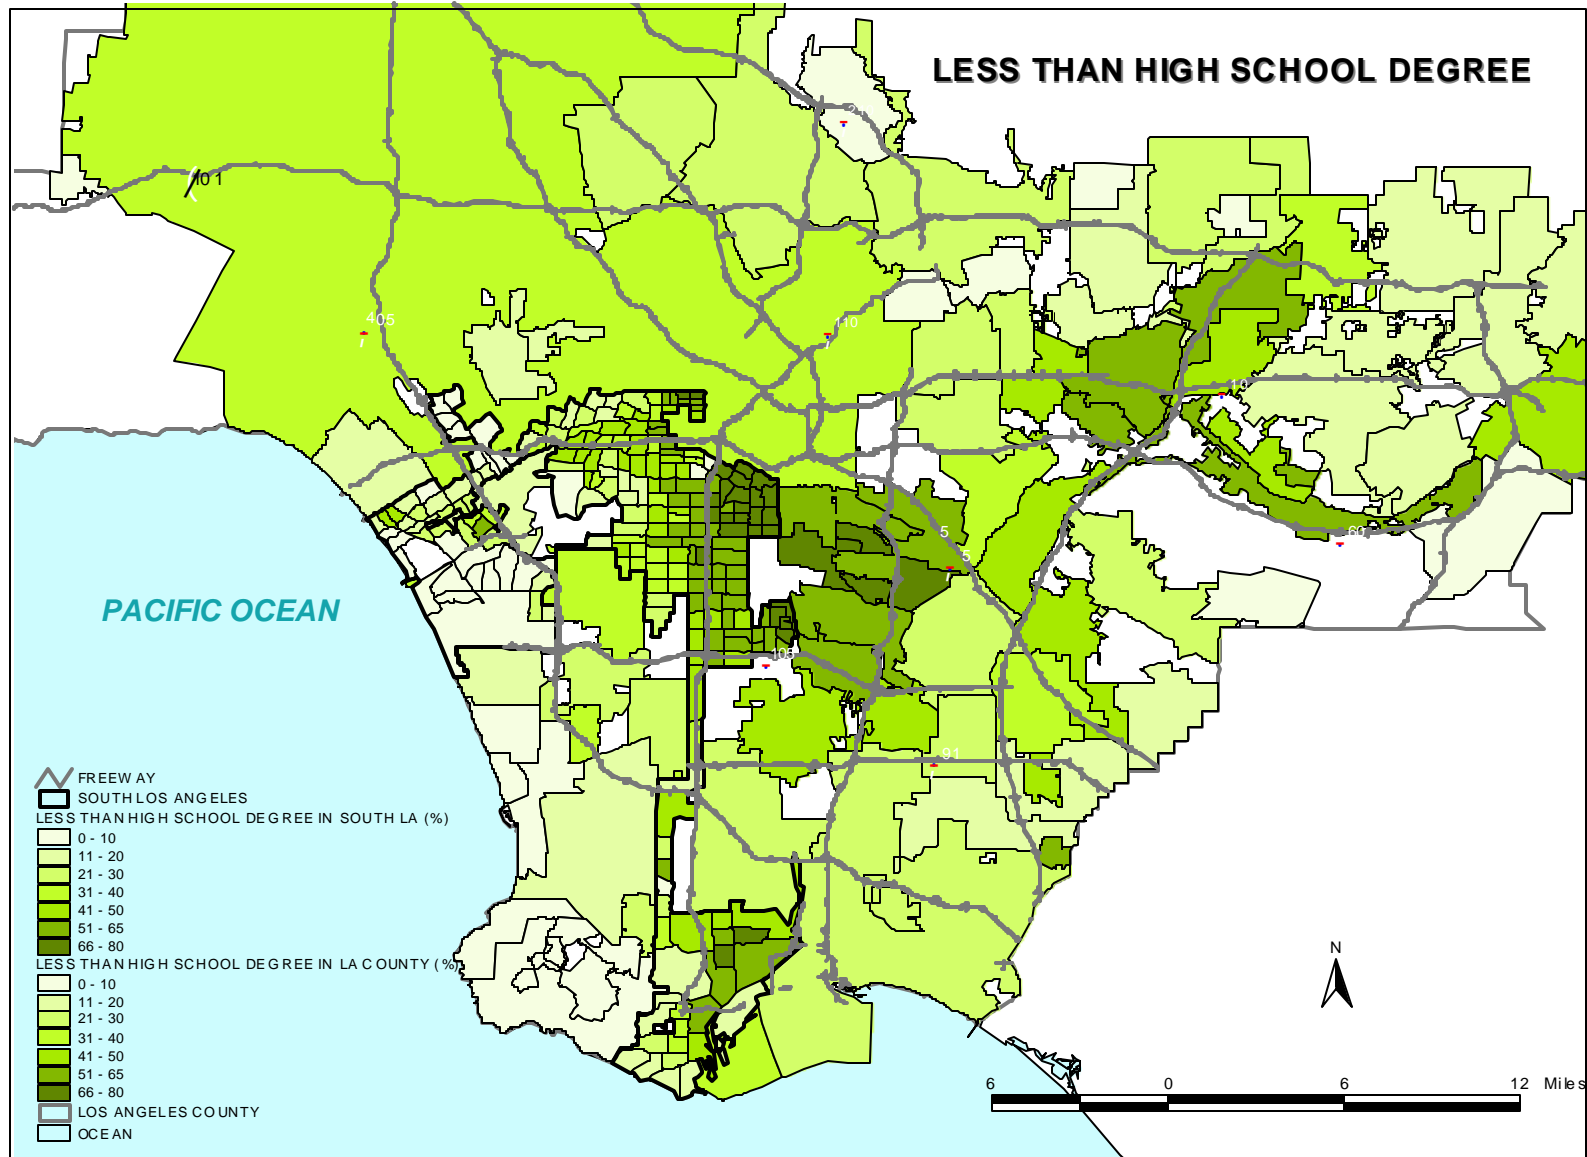 LESS THAN HIGH SCHOOL DEGREE
101
405
110
10
5
5
60
105
91
PACIFIC OCEAN
FREEWAY
SOUTH LOS ANGELES
LESS THAN HIGH SCHOOL DEGREE IN SOUTH LA (%)
0 - 10
11 - 20
21 - 30
31 - 40
41 - 50
51 - 65
66 - 80
LESS THAN HIGH SCHOOL DEGREE IN LA COUNTY (%)
0 - 10
11 - 20
21 - 30
31 - 40
41 - 50
51 - 65
66 - 80
LOS ANGELES COUNTY
OCEAN
N
6 0 6 12 Miles